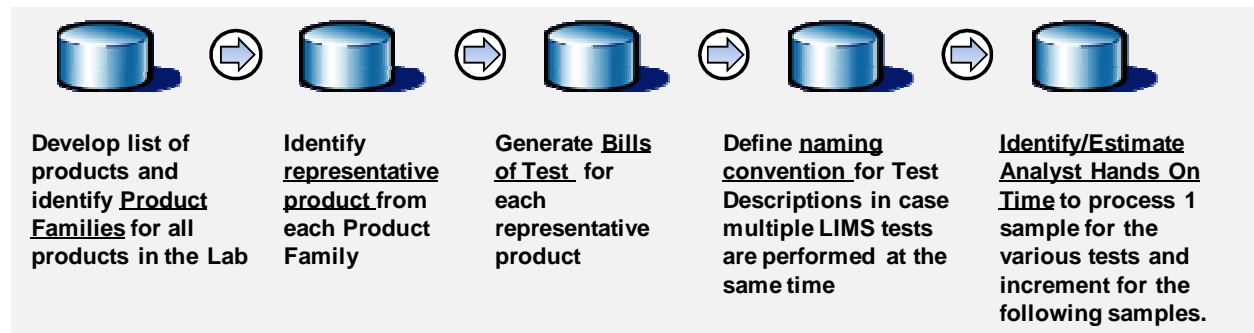 Develop list of
products and
identify Product
Families for all
products in the Lab
Identify
representative
product from
each Product
Family
Generate Bills
of Test for
each
representative
product
Define naming
convention for Test
Descriptions in case
multiple LIMS tests
are performed at the
same time
Identify/Estimate
Analyst Hands On
Time to process 1
sample for the
various tests and
increment for the
following samples.